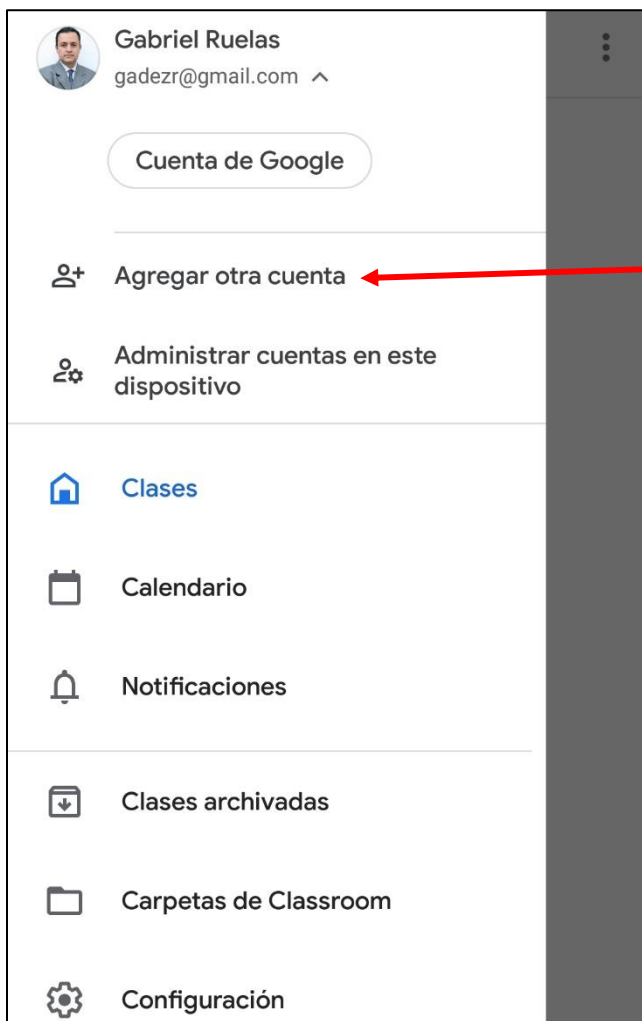 Gabriel Ruelas
gadezr@gmail.com
Cuenta de Google
Agregar otra cuenta
Administrar cuentas en este
dispositivo
Clases
Calendario
Notificaciones
Clases archivadas
Carpetas de Classroom
Configuración